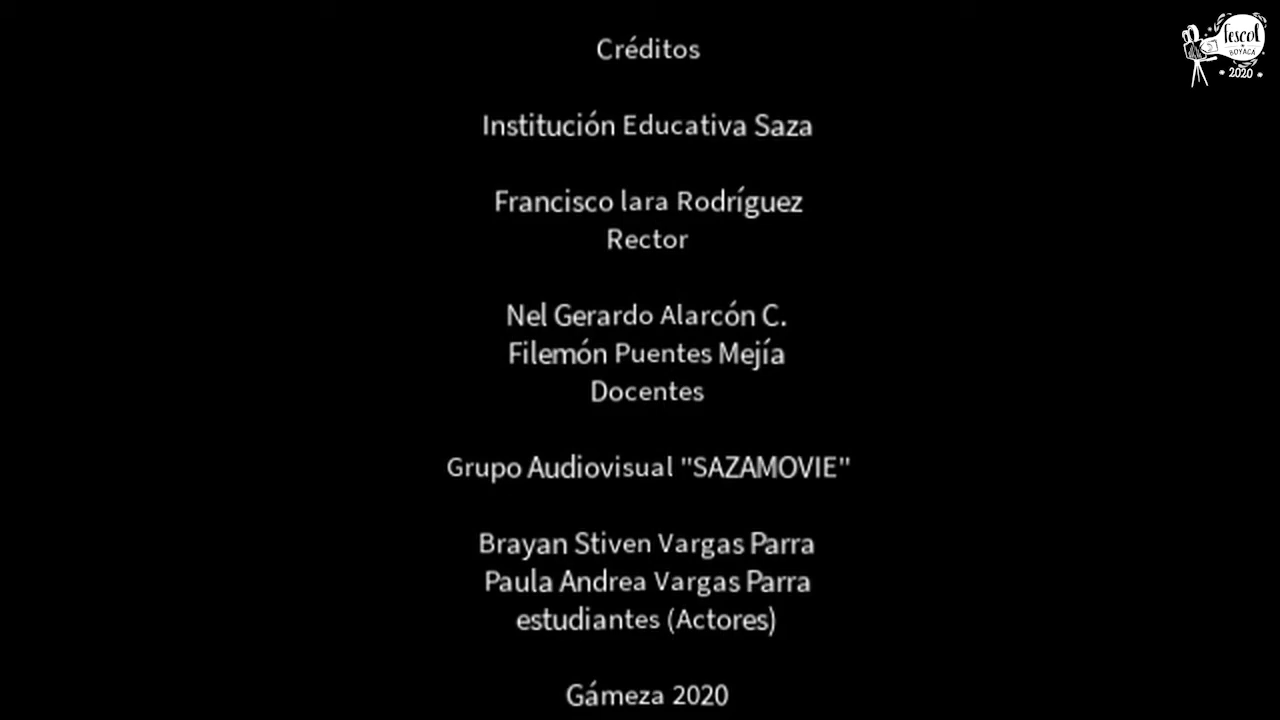 Créditos
Institución Educativa Saza
Francisco lara Rodríguez
Rector
Nel Gerardo Alarcón C.
Filemón Puentes Mejía
Docentes
Grupo Audiovisual "SAZAMOVIE"
Brayan Stiven Vargas Parra
Paula Andrea Vargas Parra
estudiantes (Actores)
Gámeza 2020
fescol
BOYACÁ
2020